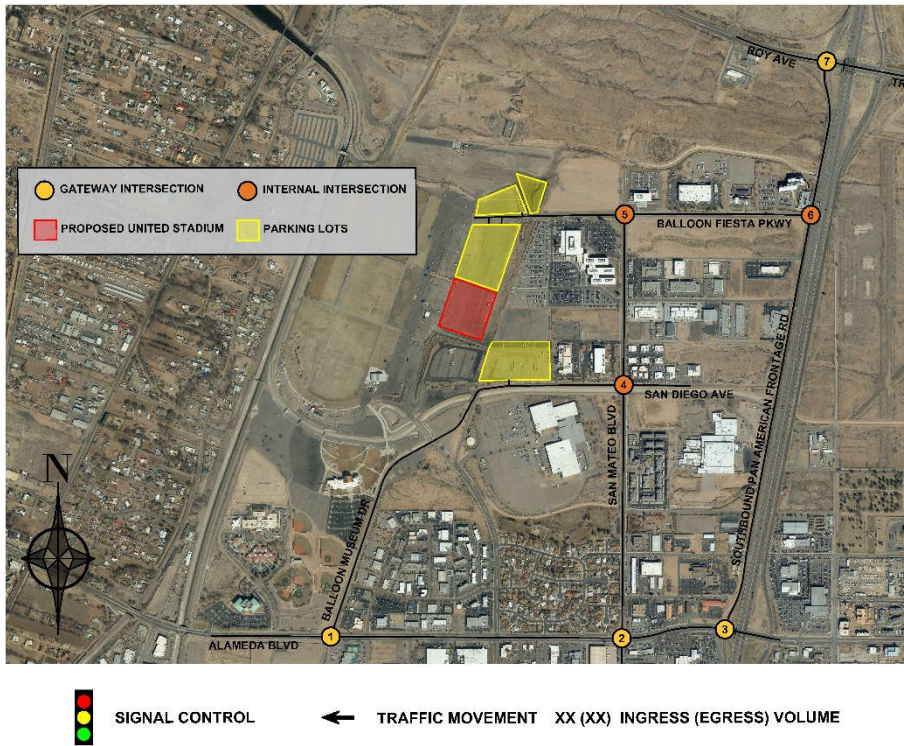 ROY AVE
7
TR
GATEWAY INTERSECTION
INTERNAL INTERSECTION
PROPOSED UNITED STADIUM
PARKING LOTS
5
6
BALLOON FIESTA PKWY
4
SAN DIEGO AVE
SAN MATEO BLVD
SOUTHBOUND PAN AMERICAN FRONTAGE RD
N
BALLOON MUSEUM DR
1
2
3
ALAMEDA BLVD
SIGNAL CONTROL
TRAFFIC MOVEMENT
XX (XX) INGRESS (EGRESS) VOLUME